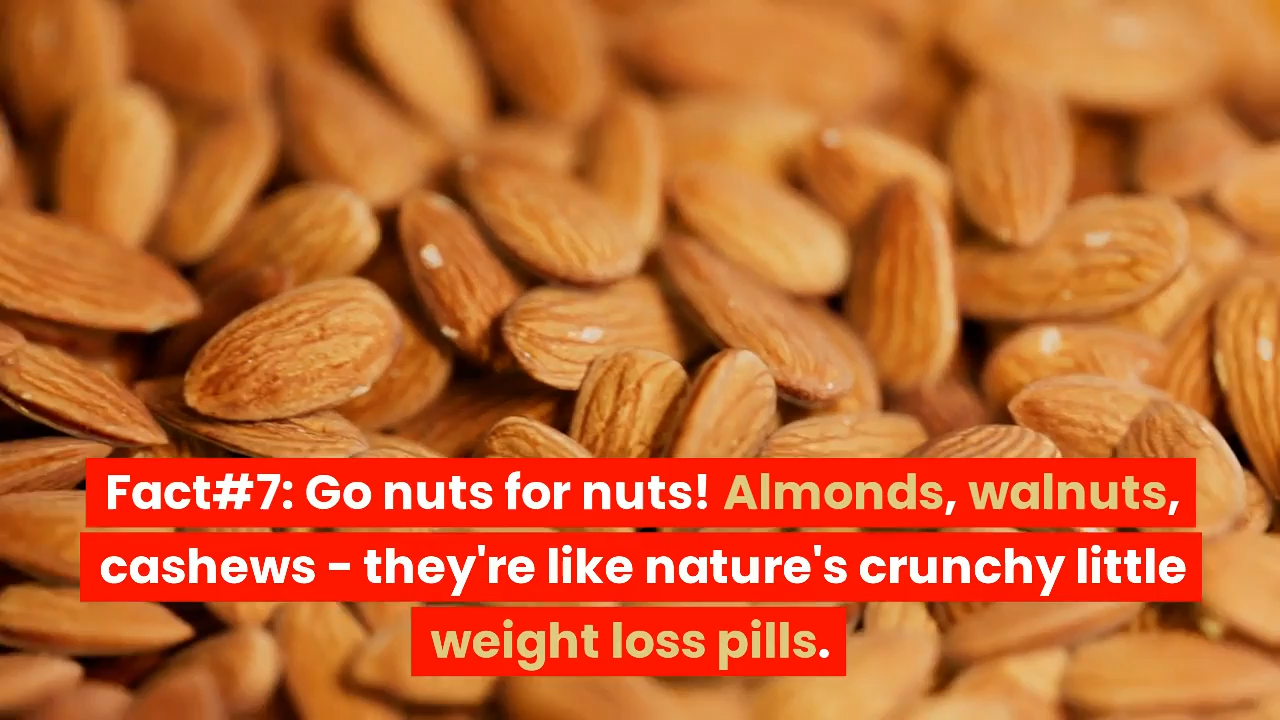 Fact#7: Go nuts for nuts! Almonds, walnuts,
cashews - they're like nature's crunchy little
weight loss pills.